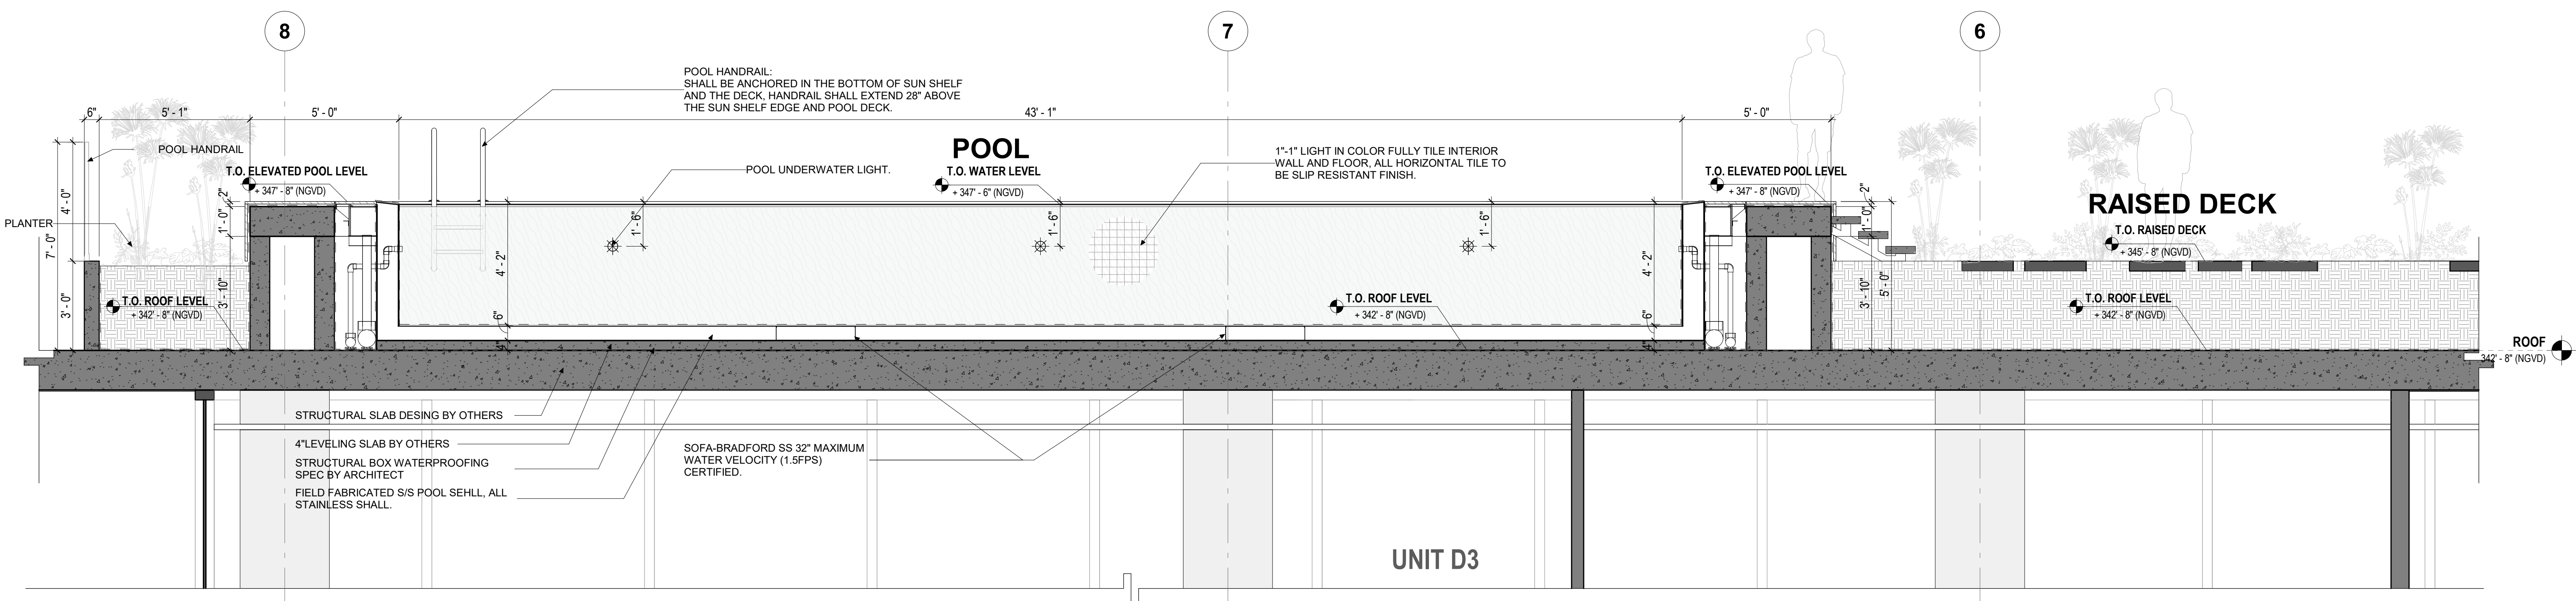 8
7
6
POOL HANDRAIL:
SHALL BE ANCHORED IN THE BOTTOM OF SUN SHELF
AND THE DECK, HANDRAIL SHALL EXTEND 28" ABOVE
THE SUN SHELF EDGE AND POOL DECK.
6"
5' - 1"
5' - 0"
43' - 1"
5' - 0"
POOL HANDRAIL
POOL
T.O. WATER LEVEL
+ 347' - 6" (NGVD)
1"-1" LIGHT IN COLOR FULLY TILE INTERIOR
WALL AND FLOOR, ALL HORIZONTAL TILE TO
BE SLIP RESISTANT FINISH.
POOL UNDERWATER LIGHT.
T.O. ELEVATED POOL LEVEL
+ 347' - 8" (NGVD)
T.O. ELEVATED POOL LEVEL
+ 347' - 8" (NGVD)
RAISED DECK
T.O. RAISED DECK
+ 345' - 8" (NGVD)
PLANTER
7' - 0"
4' - 0"
3' - 0"
2"
1' - 0"
3' - 10"
1' - 6"
1' - 6"
1' - 6"
4' - 2"
6"
4"
4' - 2"
6"
4"
2"
1' - 0"
3' - 10"
5' - 0"
T.O. ROOF LEVEL
+ 342' - 8" (NGVD)
T.O. ROOF LEVEL
+ 342' - 8" (NGVD)
T.O. ROOF LEVEL
+ 342' - 8" (NGVD)
ROOF
342' - 8" (NGVD)
STRUCTURAL SLAB DESING BY OTHERS
4"LEVELING SLAB BY OTHERS
STRUCTURAL BOX WATERPROOFING
SPEC BY ARCHITECT
FIELD FABRICATED S/S POOL SEHLL, ALL
STAINLESS SHALL.
SOFA-BRADFORD SS 32" MAXIMUM
WATER VELOCITY (1.5FPS)
CERTIFIED.
UNIT D3